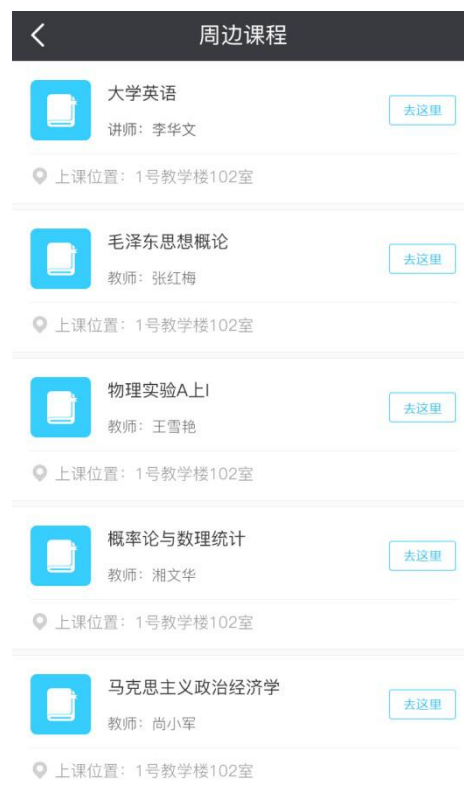 周边课程
大学英语
去这里
讲师：李华文
上课位置：1号教学楼102室
毛泽东思想概论
去这里
教师：张红梅
上课位置：1号教学楼102室
物理实验A上I
去这里
教师：王雪艳
上课位置：1号教学楼102室
概率论与数理统计
去这里
教师：湘文华
上课位置：1号教学楼102室
马克思主义政治经济学
去这里
教师：尚小军
上课位置：1号教学楼102室